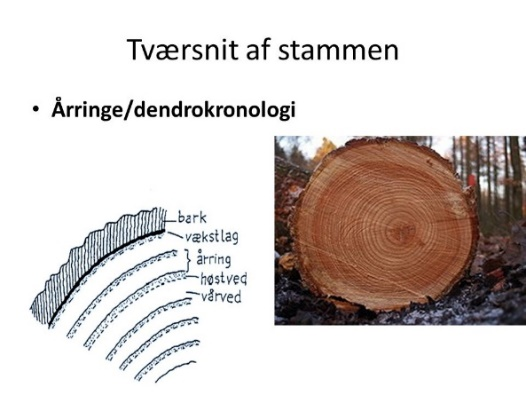 Tværsnit af stammen
• Årringe/dendrokronologi
bark
vækstlag
årring
høstved
vårved